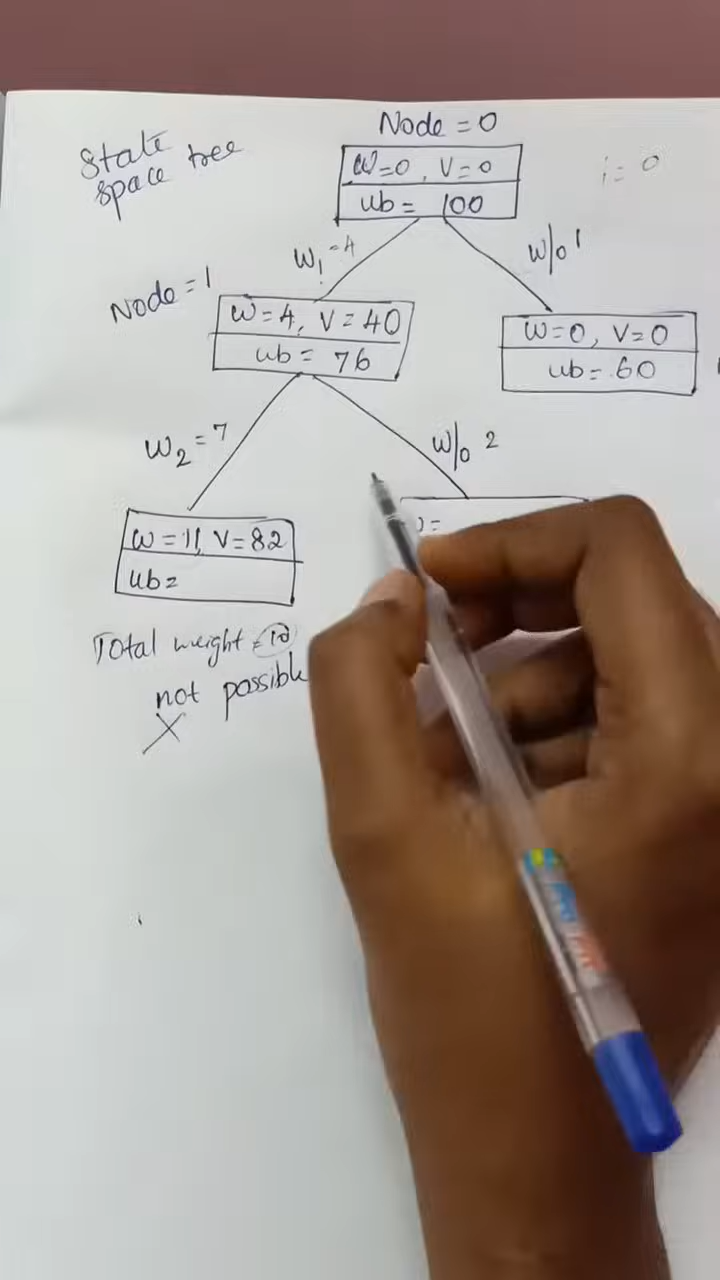 Node = 0
State
space tree
W=0, V=0
ub= 100
i= 0
W1=4
W/o 1
Node=1
W=4, V=40
ub= 76
W=0, V=0
ub= 60
W2=7
W/o 2
W=11, V=82
ub=
Total weight =10
not possible
X